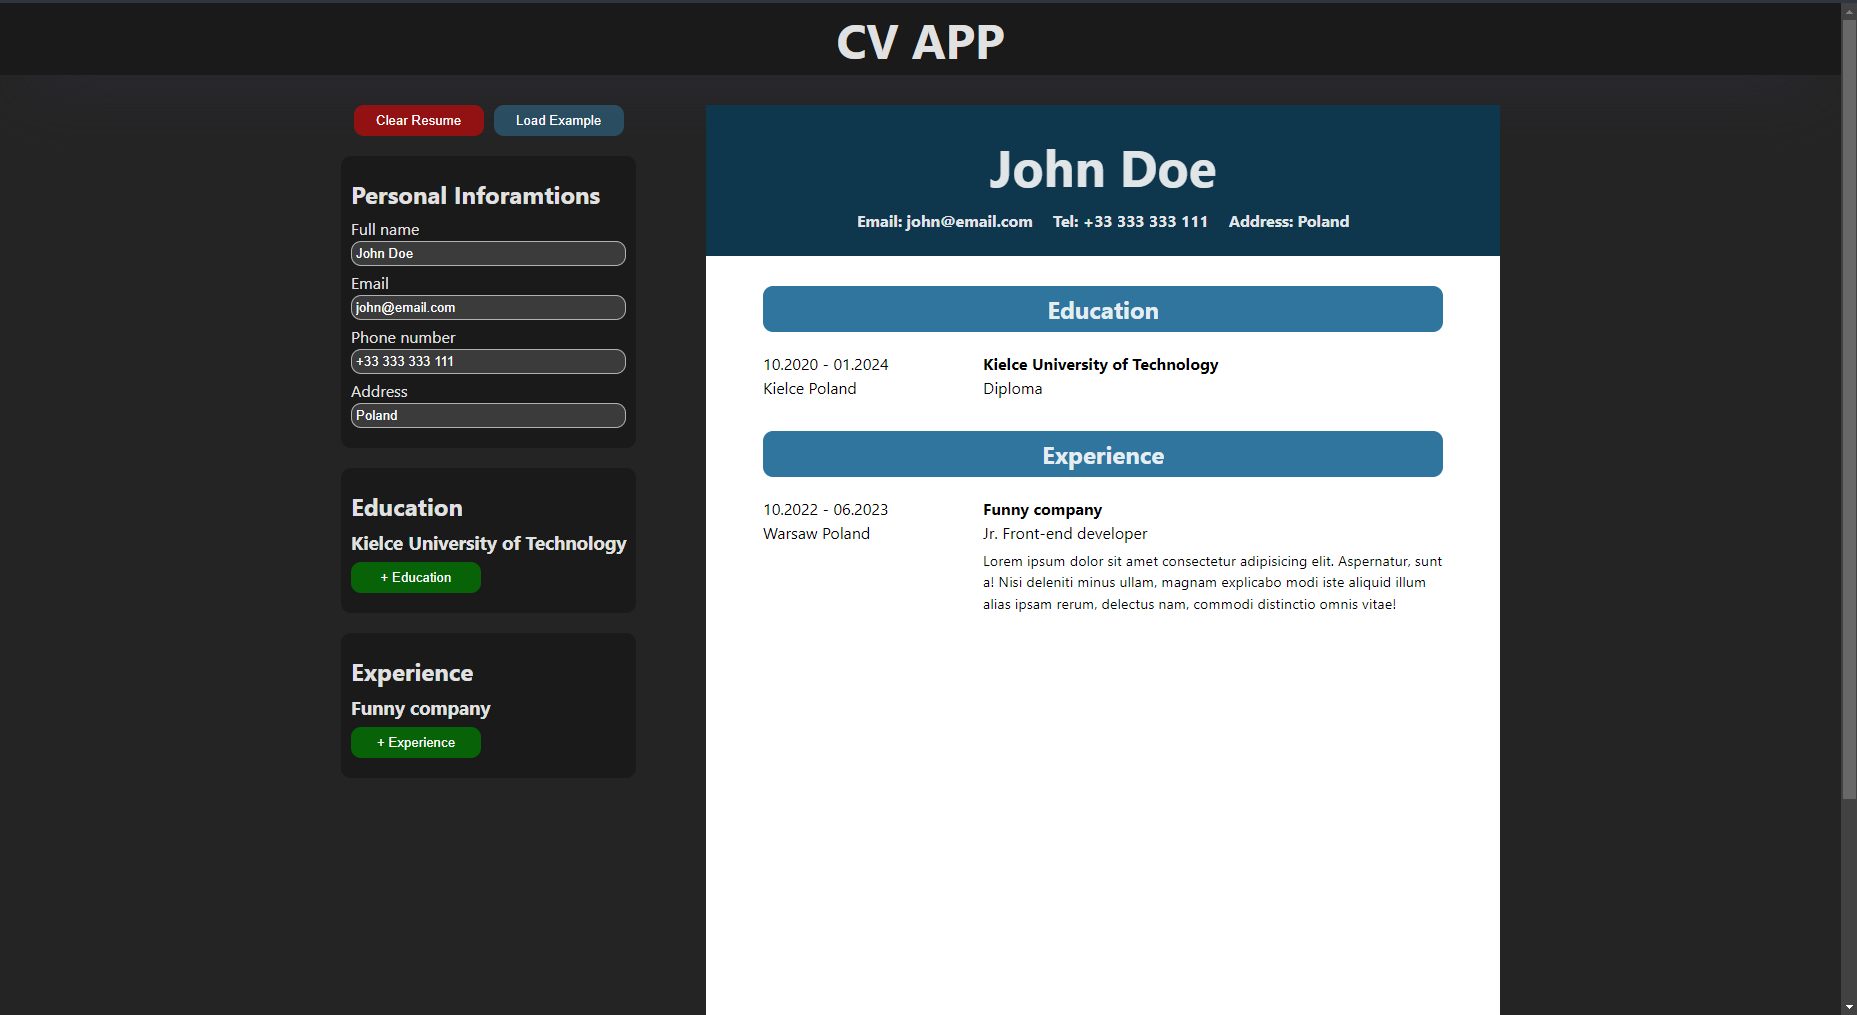 CV APP
Clear Resume
Load Example
Personal Inforamtions
Full name
John Doe
Email
john@email.com
Phone number
+33 333 333 111
Address
Poland
Education
Kielce University of Technology
+ Education
Experience
Funny company
+ Experience
John Doe
Email: john@email.com Tel: +33 333 333 111 Address: Poland
Education
10.2020 - 01.2024
Kielce Poland
Kielce University of Technology
Diploma
Experience
10.2022 - 06.2023
Warsaw Poland
Funny company
Jr. Front-end developer
Lorem ipsum dolor sit amet consectetur adipisicing elit. Aspernatur, sunt
a! Nisi deleniti minus ullam, magnam explicabo modi iste aliquid illum
alias ipsam rerum, delectus nam, commodi distinctio omnis vitae!